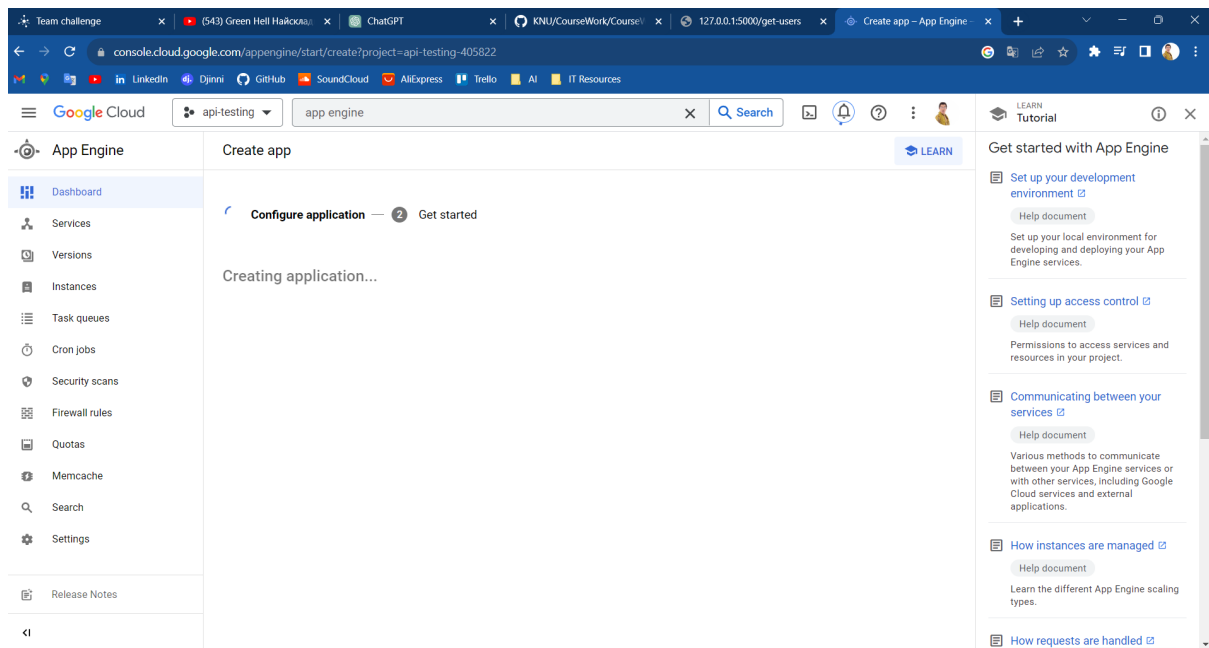 Team challenge
(543) Green Hell Найсклад
ChatGPT
KNU/CourseWork/CourseW
127.0.0.1:5000/get-users
Create app – App Engine –
console.cloud.google.com/appengine/start/create?project=api-testing-405822
LinkedIn
Djinni
GitHub
SoundCloud
AliExpress
Trello
AI
IT Resources
Google Cloud
api-testing
app engine
Search
LEARN
Tutorial
App Engine
Create app
LEARN
Dashboard
Services
Versions
Instances
Task queues
Cron jobs
Security scans
Firewall rules
Quotas
Memcache
Search
Settings
Release Notes
Configure application — 2 Get started
Creating application...
Get started with App Engine
Set up your development
environment
Help document
Set up your local environment for
developing and deploying your App
Engine services.
Setting up access control
Help document
Permissions to access services and
resources in your project.
Communicating between your
services
Help document
Various methods to communicate
between your App Engine services or
with other services, including Google
Cloud services and external
applications.
How instances are managed
Help document
Learn the different App Engine scaling
types.
How requests are handled